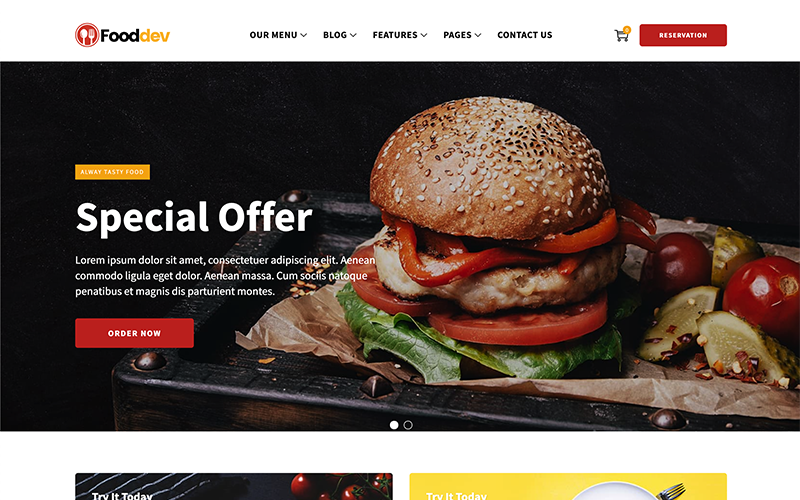 Fooddev
OUR MENU
BLOG
FEATURES
PAGES
CONTACT US
RESERVATION
ALWAY TASTY FOOD
Special Offer
Lorem ipsum dolor sit amet, consectetuer adipiscing elit. Aenean
commodo ligula eget dolor. Aenean massa. Cum sociis natoque
penatibus et magnis dis parturient montes.
ORDER NOW
Try It Today
Try It Today